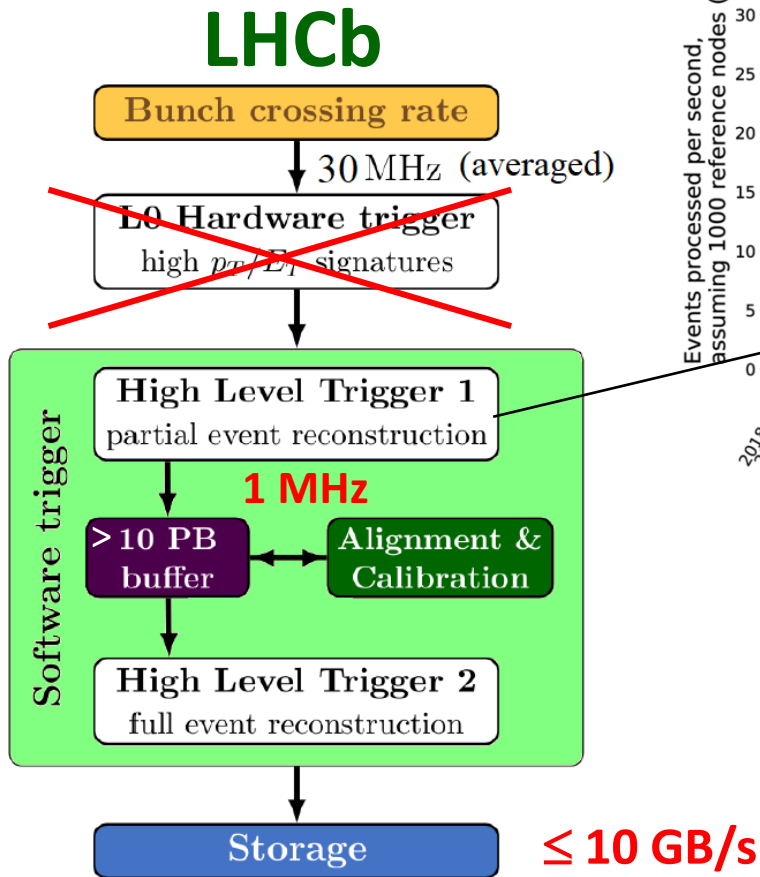 LHCb
Bunch crossing rate
30 MHz (averaged)
L0 Hardware trigger
high p_T/E_T signatures
Software trigger
High Level Trigger 1
partial event reconstruction
1 MHz
> 10 PB
buffer
Alignment &
Calibration
High Level Trigger 2
full event reconstruction
Storage
≤ 10 GB/s
Events processed per second,
assuming 1000 reference nodes (
30
25
20
15
10
5
0
2018